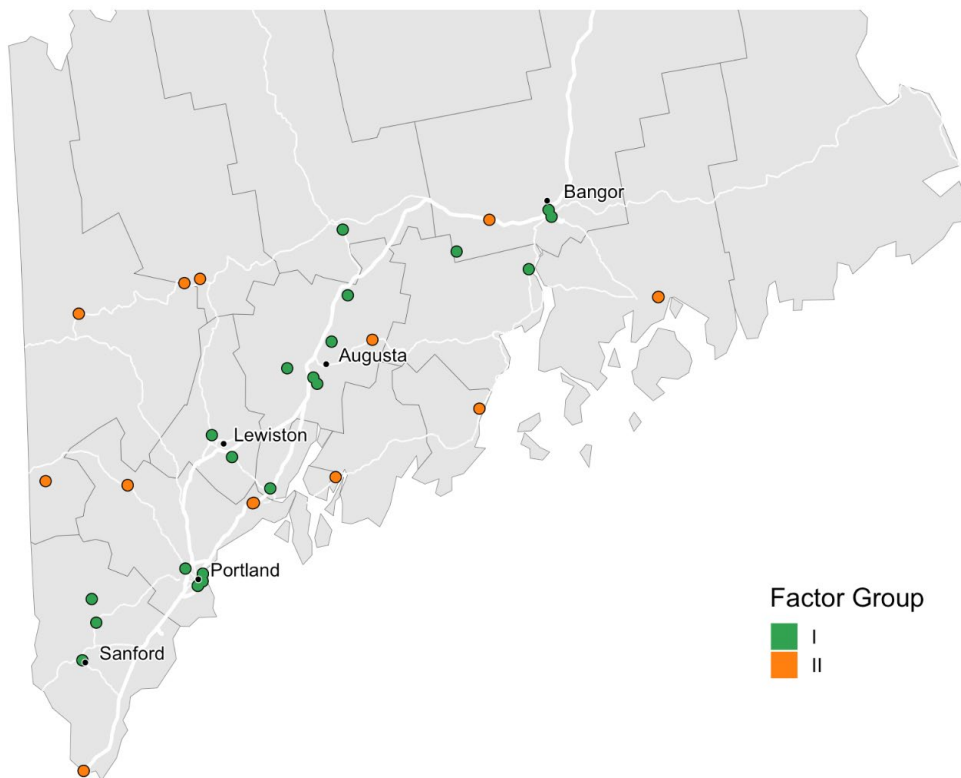 Bangor
Augusta
Lewiston
Portland
Sanford
Factor Group
I
II